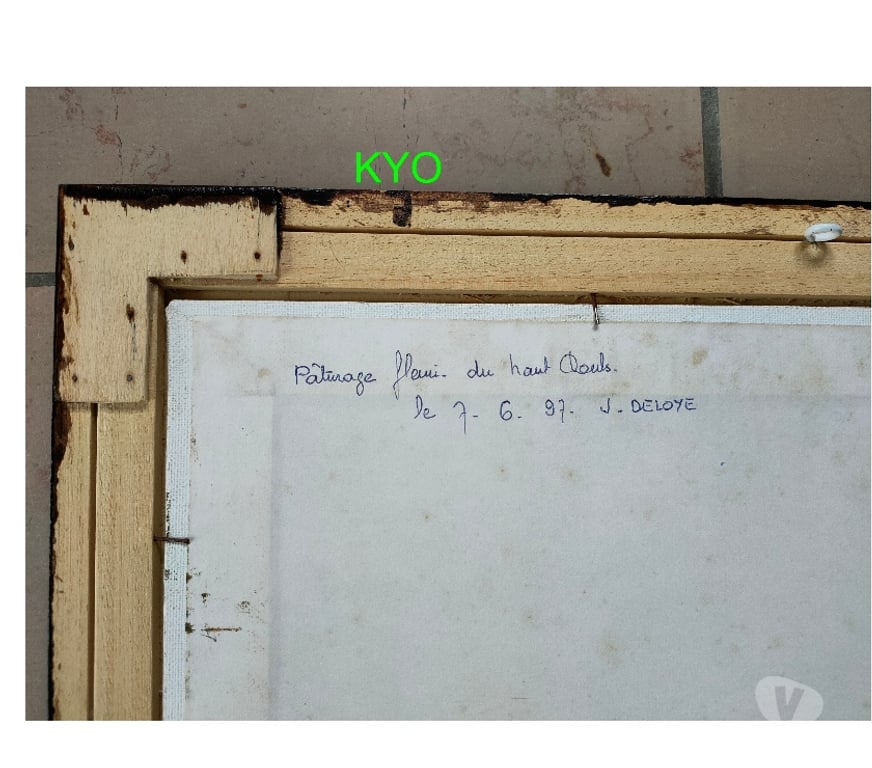 KYO
Pâturage fleuri. du haut Doubs.
le 7. 6. 97. J. DELOYE
V